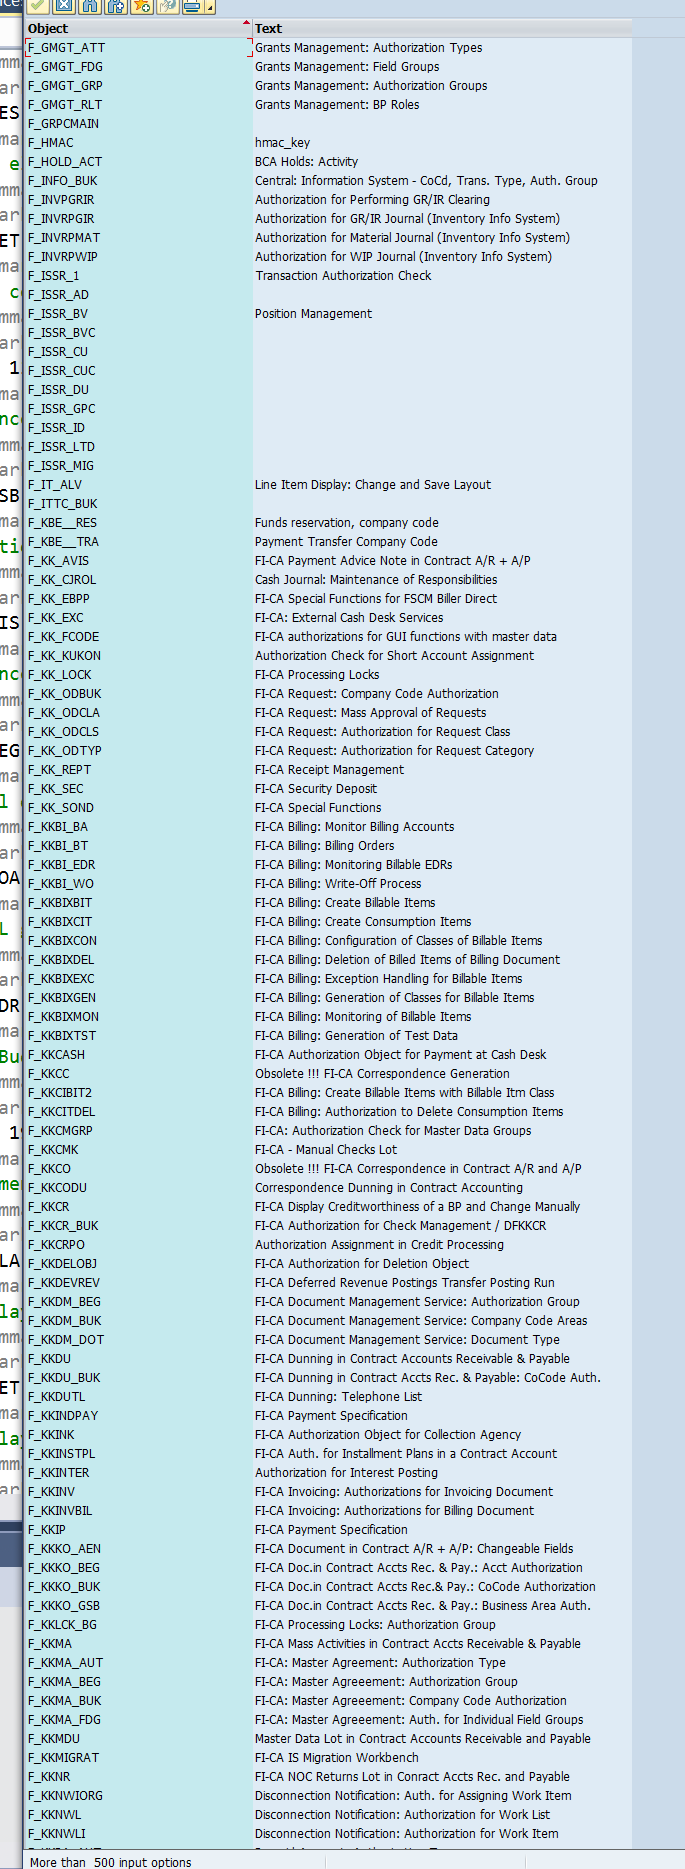 Object Text
F_GMGT_ATT Grants Management: Authorization Types
F_GMGT_FDG Grants Management: Field Groups
F_GMGT_GRP Grants Management: Authorization Groups
F_GMGT_RLT Grants Management: BP Roles
F_GRPCMAIN
F_HMAC hmac_key
F_HOLD_ACT BCA Holds: Activity
F_INFO_BUK Central: Information System - CoCd, Trans. Type, Auth. Group
F_INVPGRIR Authorization for Performing GR/IR Clearing
F_INVRPGIR Authorization for GR/IR Journal (Inventory Info System)
F_INVRPMAT Authorization for Material Journal (Inventory Info System)
F_INVRPWIP Authorization for WIP Journal (Inventory Info System)
F_ISSR_1 Transaction Authorization Check
F_ISSR_AD
F_ISSR_BV Position Management
F_ISSR_BVC
F_ISSR_CU
F_ISSR_CUC
F_ISSR_DU
F_ISSR_GPC
F_ISSR_ID
F_ISSR_LTD
F_ISSR_MIG
F_IT_ALV Line Item Display: Change and Save Layout
F_ITTC_BUK
F_KBE__RES Funds reservation, company code
F_KBE__TRA Payment Transfer Company Code
F_KK_AVIS FI-CA Payment Advice Note in Contract A/R + A/P
F_KK_CJROL Cash Journal: Maintenance of Responsibilities
F_KK_EBPP FI-CA Special Functions for FSCM Biller Direct
F_KK_EXC FI-CA: External Cash Desk Services
F_KK_FCODE FI-CA authorizations for GUI functions with master data
F_KK_KUKON Authorization Check for Short Account Assignment
F_KK_LOCK FI-CA Processing Locks
F_KK_ODBUK FI-CA Request: Company Code Authorization
F_KK_ODCLA FI-CA Request: Mass Approval of Requests
F_KK_ODCLS FI-CA Request: Authorization for Request Class
F_KK_ODTYP FI-CA Request: Authorization for Request Category
F_KK_REPT FI-CA Receipt Management
F_KK_SEC FI-CA Security Deposit
F_KK_SOND FI-CA Special Functions
F_KKBI_BA FI-CA Billing: Monitor Billing Accounts
F_KKBI_BT FI-CA Billing: Billing Orders
F_KKBI_EDR FI-CA Billing: Monitoring Billable EDRs
F_KKBI_WO FI-CA Billing: Write-Off Process
F_KKBIXBIT FI-CA Billing: Create Billable Items
F_KKBIXCIT FI-CA Billing: Create Consumption Items
F_KKBIXCON FI-CA Billing: Configuration of Classes of Billable Items
F_KKBIXDEL FI-CA Billing: Deletion of Billed Items of Billing Document
F_KKBIXEXC FI-CA Billing: Exception Handling for Billable Items
F_KKBIXGEN FI-CA Billing: Generation of Classes for Billable Items
F_KKBIXMON FI-CA Billing: Monitoring of Billable Items
F_KKBIXTST FI-CA Billing: Generation of Test Data
F_KKCASH FI-CA Authorization Object for Payment at Cash Desk
F_KKCC Obsolete !!! FI-CA Correspondence Generation
F_KKCIBIT2 FI-CA Billing: Create Billable Items with Billable Itm Class
F_KKCITDEL FI-CA Billing: Authorization to Delete Consumption Items
F_KKCMGRP FI-CA: Authorization Check for Master Data Groups
F_KKCMK FI-CA - Manual Checks Lot
F_KKCO Obsolete !!! FI-CA Correspondence in Contract A/R and A/P
F_KKCODU Correspondence Dunning in Contract Accounting
F_KKCR FI-CA Display Creditworthiness of a BP and Change Manually
F_KKCR_BUK FI-CA Authorization for Check Management / DFKKCR
F_KKCRPO Authorization Assignment in Credit Processing
F_KKDELOBJ FI-CA Authorization for Deletion Object
F_KKDEVREV FI-CA Deferred Revenue Postings Transfer Posting Run
F_KKDM_BEG FI-CA Document Management Service: Authorization Group
F_KKDM_BUK FI-CA Document Management Service: Company Code Areas
F_KKDM_DOT FI-CA Document Management Service: Document Type
F_KKDU FI-CA Dunning in Contract Accounts Receivable & Payable
F_KKDU_BUK FI-CA Dunning in Contract Accts Rec. & Payable: CoCode Auth.
F_KKDUTL FI-CA Dunning: Telephone List
F_KKINDPAY FI-CA Payment Specification
F_KKINK FI-CA Authorization Object for Collection Agency
F_KKINSTPL FI-CA Auth. for Installment Plans in a Contract Account
F_KKINTER Authorization for Interest Posting
F_KKINV FI-CA Invoicing: Authorizations for Invoicing Document
F_KKINVBIL FI-CA Invoicing: Authorizations for Billing Document
F_KKIP FI-CA Payment Specification
F_KKKO_AEN FI-CA Document in Contract A/R + A/P: Changeable Fields
F_KKKO_BEG FI-CA Doc.in Contract Accts Rec. & Pay.: Acct Authorization
F_KKKO_BUK FI-CA Doc.in Contract Accts Rec.& Pay.: CoCode Authorization
F_KKKO_GSB FI-CA Doc.in Contract Accts Rec. & Pay.: Business Area Auth.
F_KKLCK_BG FI-CA Processing Locks: Authorization Group
F_KKMA FI-CA Mass Activities in Contract Accts Receivable & Payable
F_KKMA_AUT FI-CA: Master Agreement: Authorization Type
F_KKMA_BEG FI-CA: Master Agreeement: Authorization Group
F_KKMA_BUK FI-CA: Master Agreeement: Company Code Authorization
F_KKMA_FDG FI-CA: Master Agreeement: Auth. for Individual Field Groups
F_KKMDU Master Data Lot in Contract Accounts Receivable and Payable
F_KKMIGRAT FI-CA IS Migration Workbench
F_KKNR FI-CA NOC Returns Lot in Conract Accts Rec. and Payable
F_KKNWIORG Disconnection Notification: Auth. for Assigning Work Item
F_KKNWL Disconnection Notification: Authorization for Work List
F_KKNWLI Disconnection Notification: Authorization for Work Item
More than 500 input options